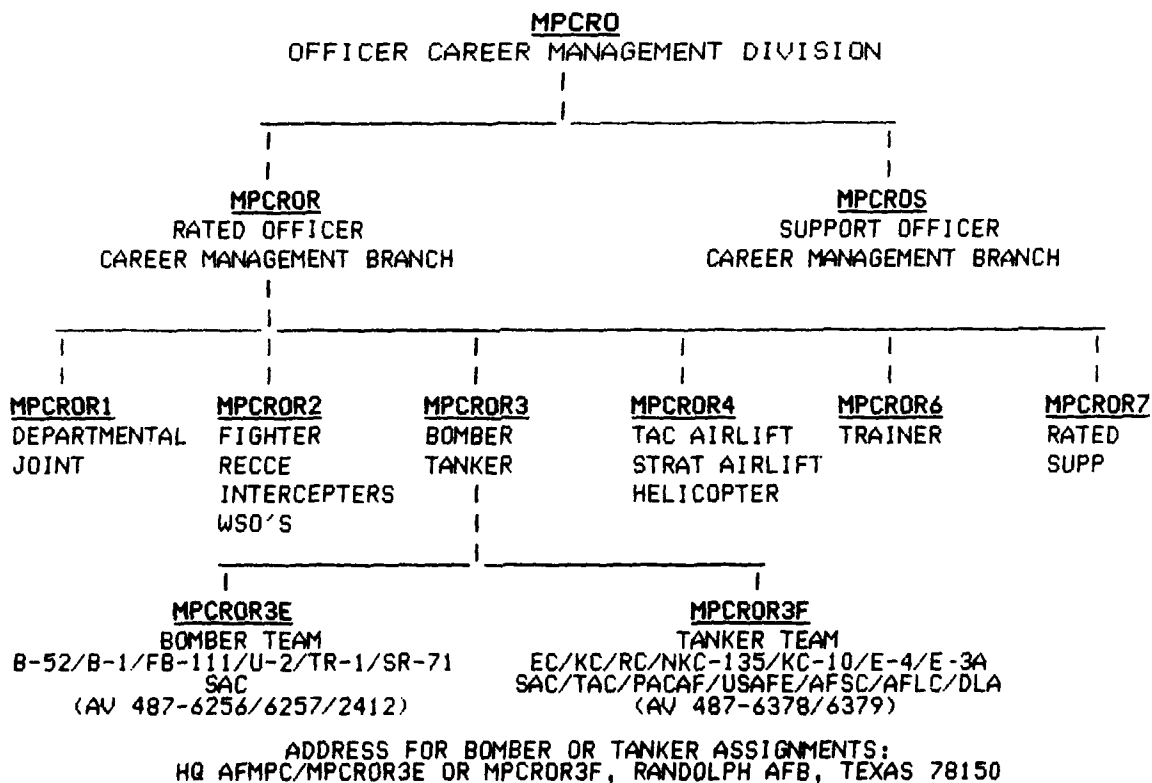 MPCRO
OFFICER CAREER MANAGEMENT DIVISION
MPCROR
RATED OFFICER
CAREER MANAGEMENT BRANCH
MPCROS
SUPPORT OFFICER
CAREER MANAGEMENT BRANCH
MPCROR1
DEPARTMENTAL
JOINT
MPCROR2
FIGHTER
RECCE
INTERCEPTERS
WSO'S
MPCROR3
BOMBER
TANKER
MPCROR4
TAC AIRLIFT
STRAT AIRLIFT
HELICOPTER
MPCROR6
TRAINER
MPCROR7
RATED
SUPP
MPCROR3E
BOMBER TEAM
B-52/B-1/FB-111/U-2/TR-1/SR-71
SAC
(AV 487-6256/6257/2412)
MPCROR3F
TANKER TEAM
EC/KC/RC/NKC-135/KC-10/E-4/E-3A
SAC/TAC/PACAF/USAFE/AFSC/AFLC/DLA
(AV 487-6378/6379)
ADDRESS FOR BOMBER OR TANKER ASSIGNMENTS:
HQ AFMPC/MPCROR3E OR MPCROR3F, RANDOLPH AFB, TEXAS 78150